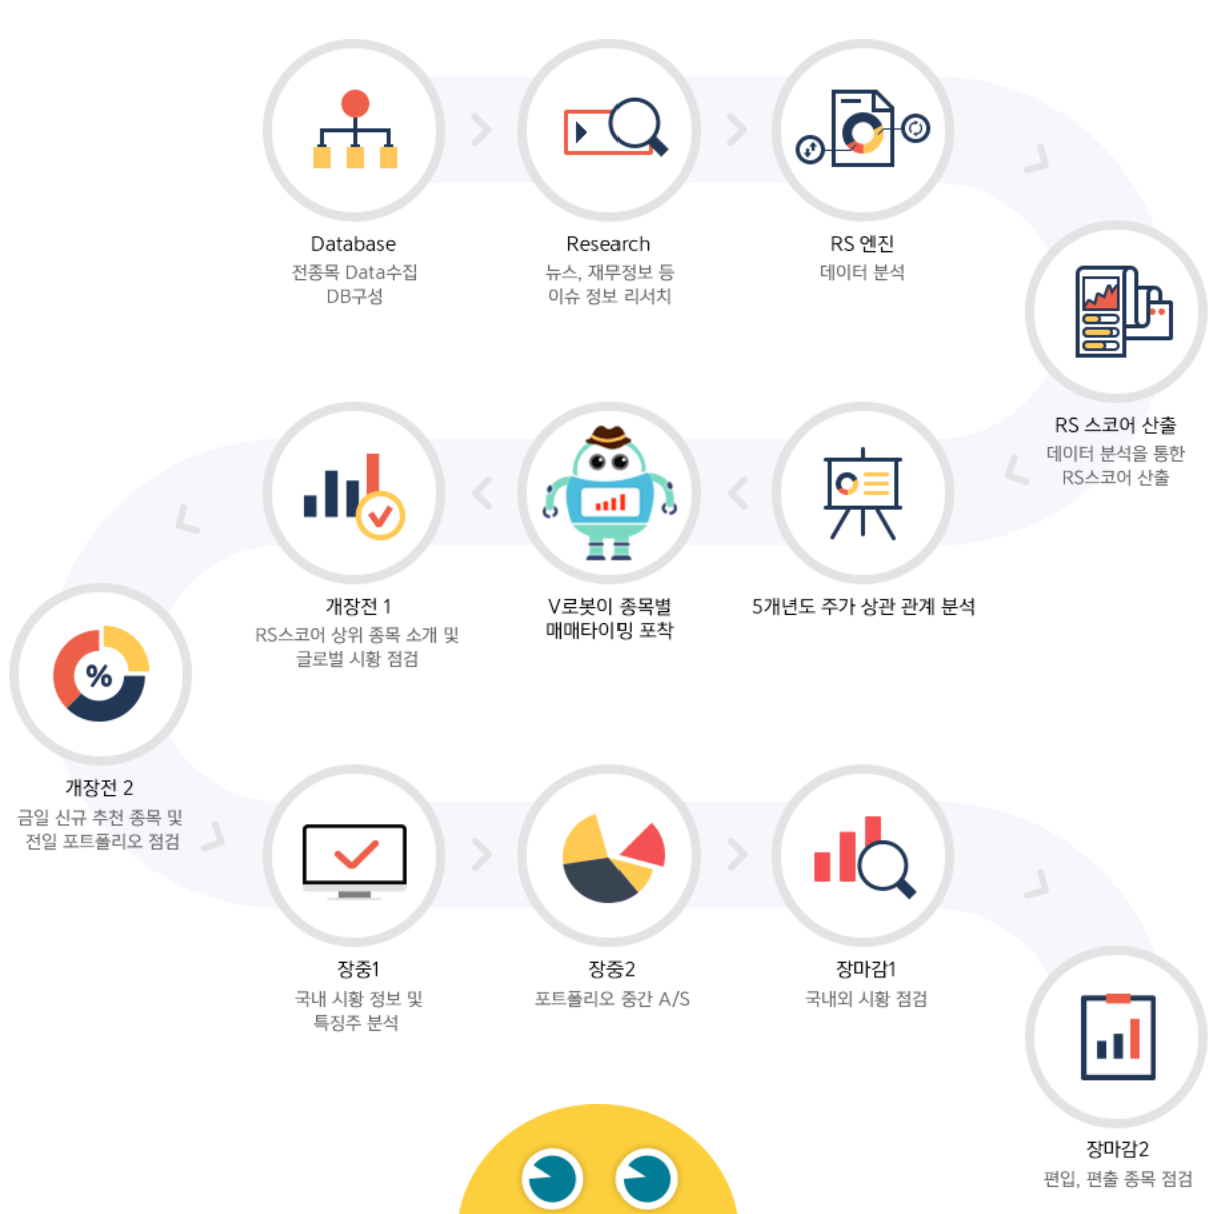 Database
전종목 Data수집
DB구성
Research
뉴스, 재무정보 등
이슈 정보 리서치
RS 엔진
데이터 분석
RS 스코어 산출
데이터 분석을 통한
RS스코어 산출
5개년도 주가 상관 관계 분석
V로봇이 종목별
매매타이밍 포착
개장전 1
RS스코어 상위 종목 소개 및
글로벌 시황 점검
%
개장전 2
금일 신규 추천 종목 및
전일 포트폴리오 점검
장중1
국내 시황 정보 및
특징주 분석
장중2
포트폴리오 중간 A/S
장마감1
국내외 시황 점검
장마감2
편입, 편출 종목 점검